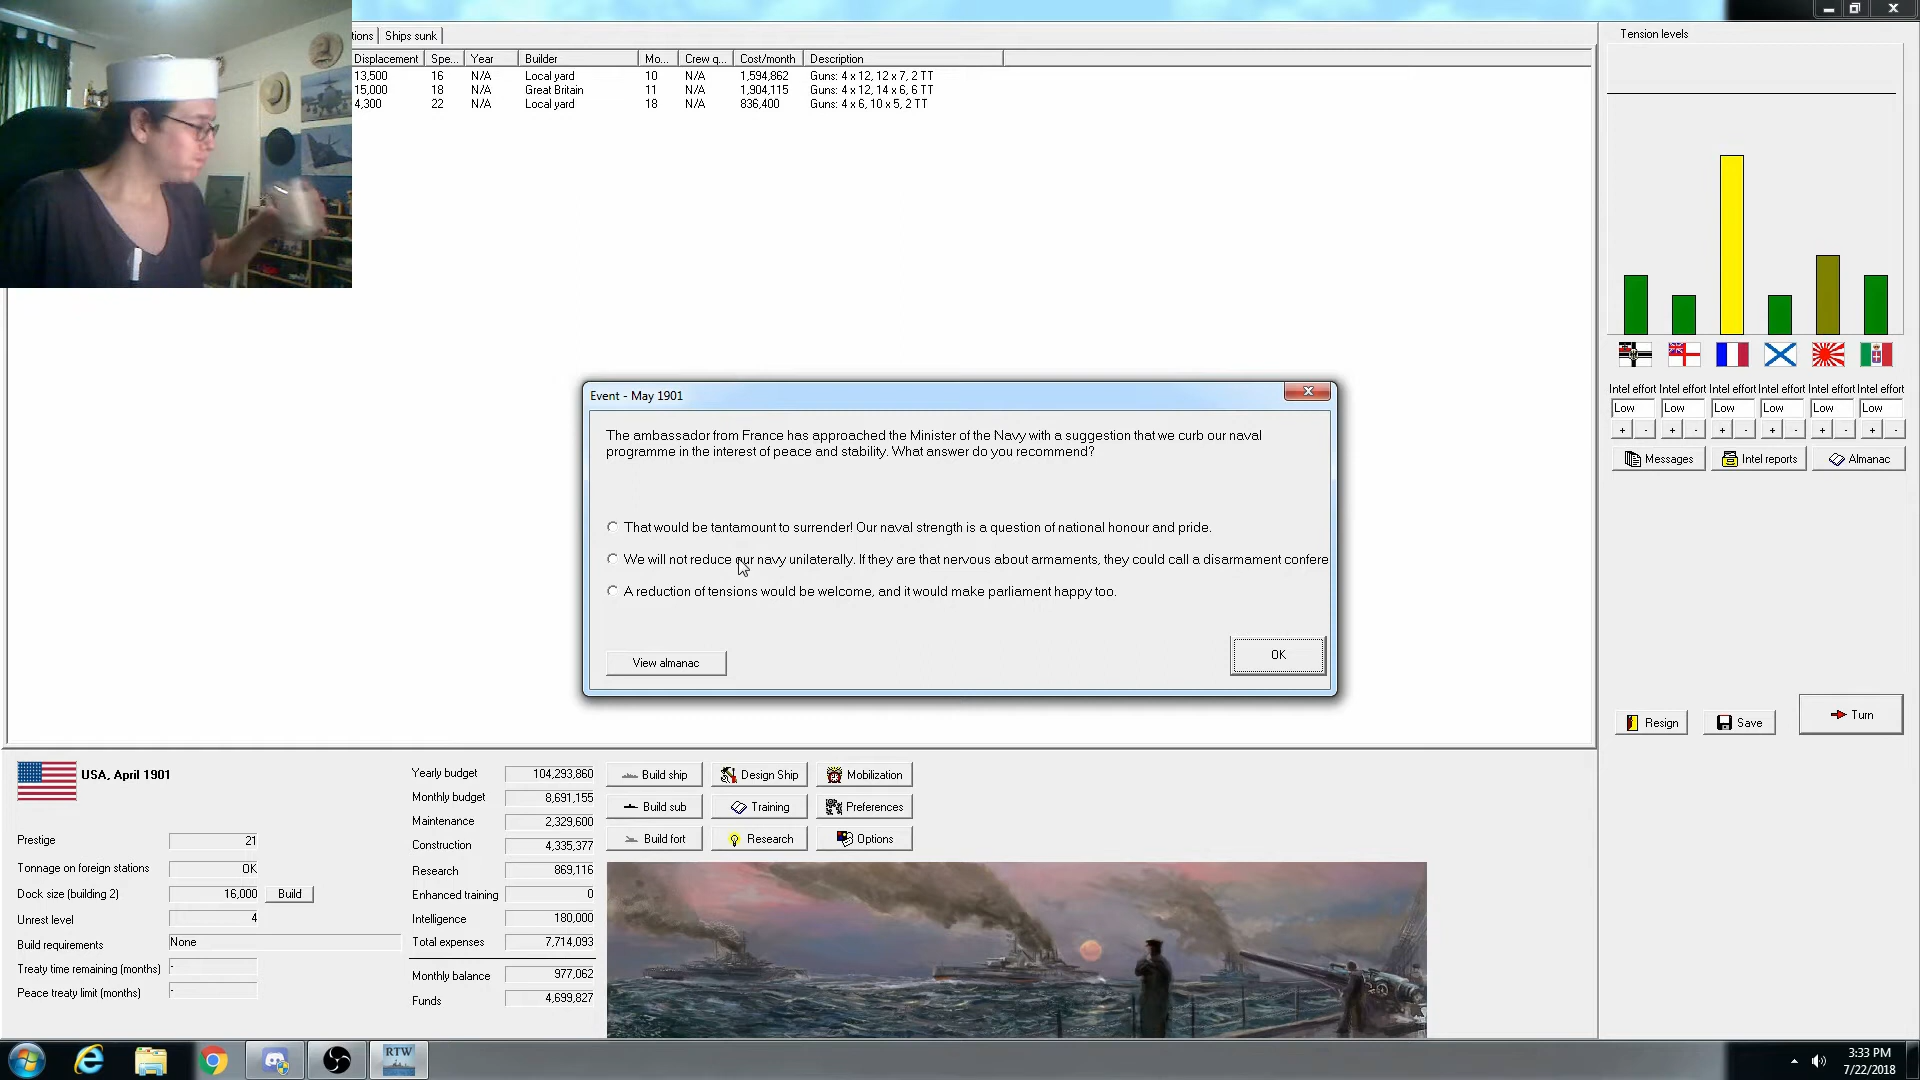 tions
Ships sunk
Displacement Spe... Year Builder Mo... Crew q... Cost/month Description
13,500 16 N/A Local yard 10 N/A 1,594,862 Guns: 4 x 12, 12 x 7, 2 TT
15,000 18 N/A Great Britain 11 N/A 1,904,115 Guns: 4 x 12, 14 x 6, 6 TT
4,300 22 N/A Local yard 18 N/A 836,400 Guns: 4 x 6, 10 x 5, 2 TT
Tension levels
Intel effort Intel effort Intel effort Intel effort Intel effort Intel effort
Low Low Low Low Low Low
+ - + - + - + - + - + -
Messages Intel reports Almanac
Event - May 1901
The ambassador from France has approached the Minister of the Navy with a suggestion that we curb our naval
programme in the interest of peace and stability. What answer do you recommend?
That would be tantamount to surrender! Our naval strength is a question of national honour and pride.
We will not reduce our navy unilaterally. If they are that nervous about armaments, they could call a disarmament confere
A reduction of tensions would be welcome, and it would make parliament happy too.
View almanac
OK
Resign Save Turn
USA, April 1901
Prestige 21
Tonnage on foreign stations OK
Dock size (building 2) 16,000 Build
Unrest level 4
Build requirements None
Treaty time remaining (months) -
Peace treaty limit (months) -
Yearly budget 104,293,860
Monthly budget 8,691,155
Maintenance 2,329,600
Construction 4,335,377
Research 869,116
Enhanced training 0
Intelligence 180,000
Total expenses 7,714,093
Monthly balance 977,062
Funds 4,699,827
Build ship Design Ship Mobilization
Build sub Training Preferences
Build fort Research Options
RTW
3:33 PM
7/22/2018